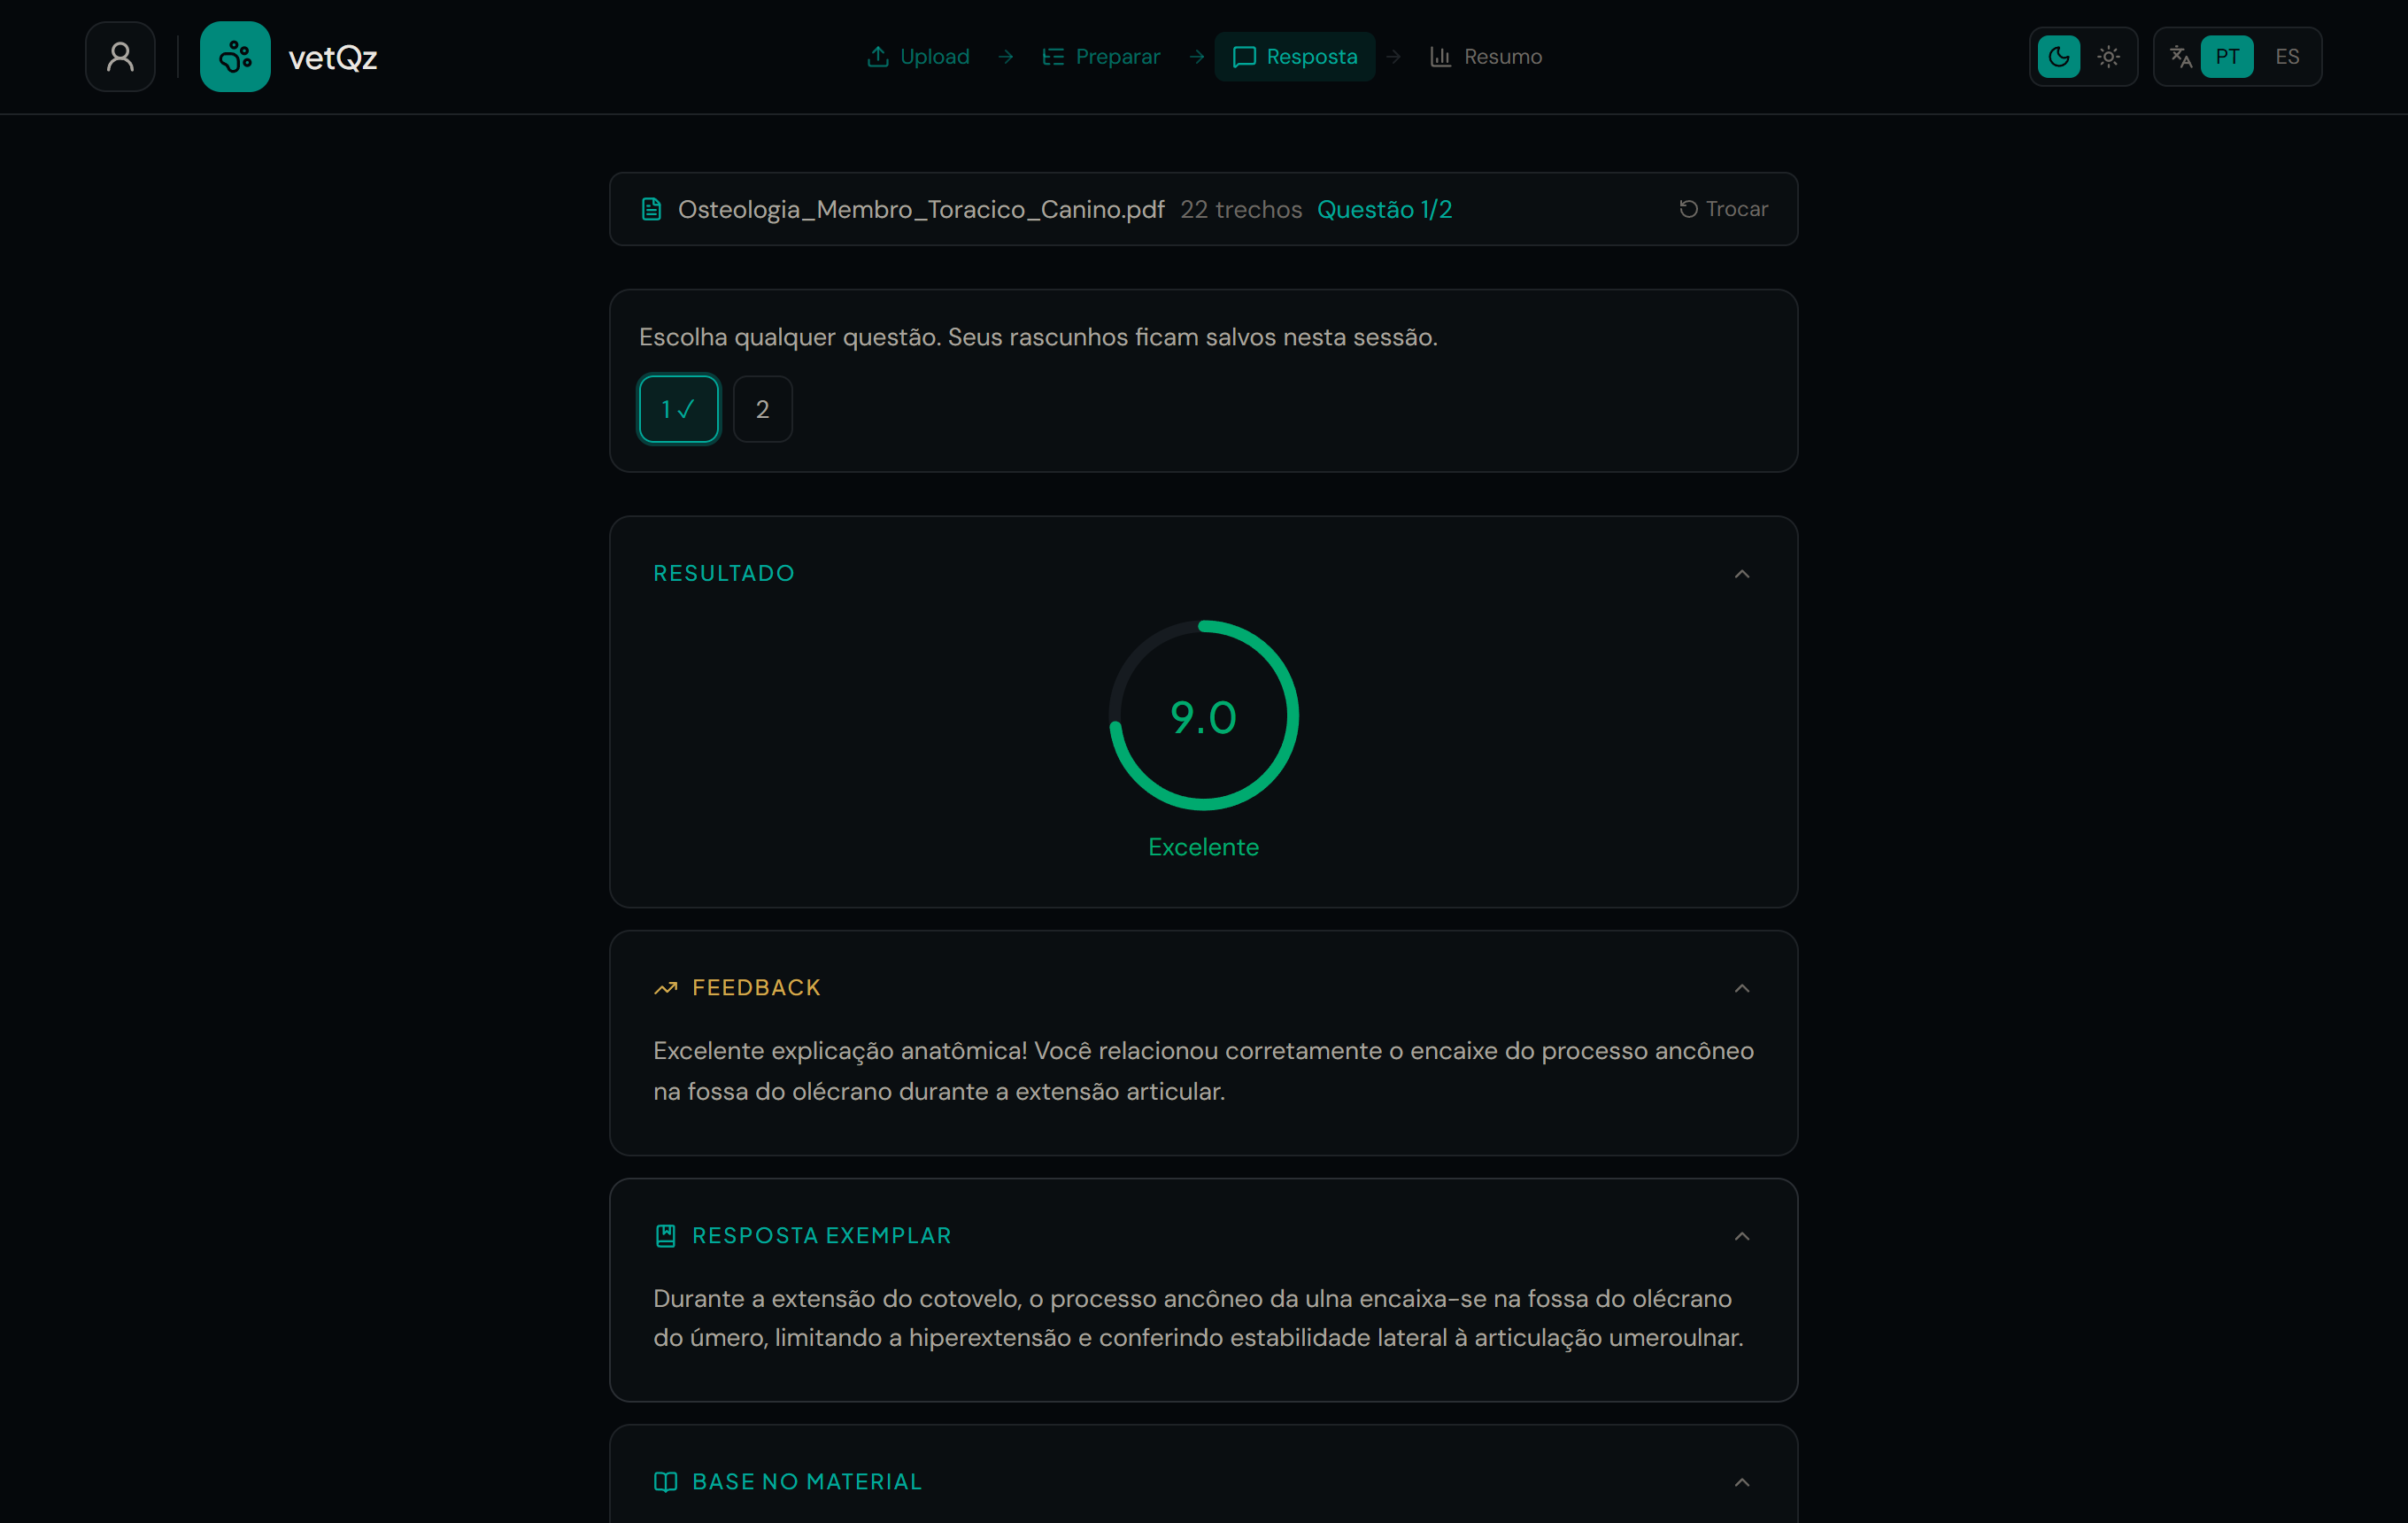 vetQz
Upload
Preparar
Resposta
Resumo
PT
ES
Osteologia_Membro_Toracico_Canino.pdf 22 trechos Questão 1/2
Trocar
Escolha qualquer questão. Seus rascunhos ficam salvos nesta sessão.
1 ✓
2
RESULTADO
9.0
Excelente
FEEDBACK
Excelente explicação anatômica! Você relacionou corretamente o encaixe do processo ancôneo
na fossa do olécrano durante a extensão articular.
RESPOSTA EXEMPLAR
Durante a extensão do cotovelo, o processo ancôneo da ulna encaixa-se na fossa do olécrano
do úmero, limitando a hiperextensão e conferindo estabilidade lateral à articulação umeroulnar.
BASE NO MATERIAL